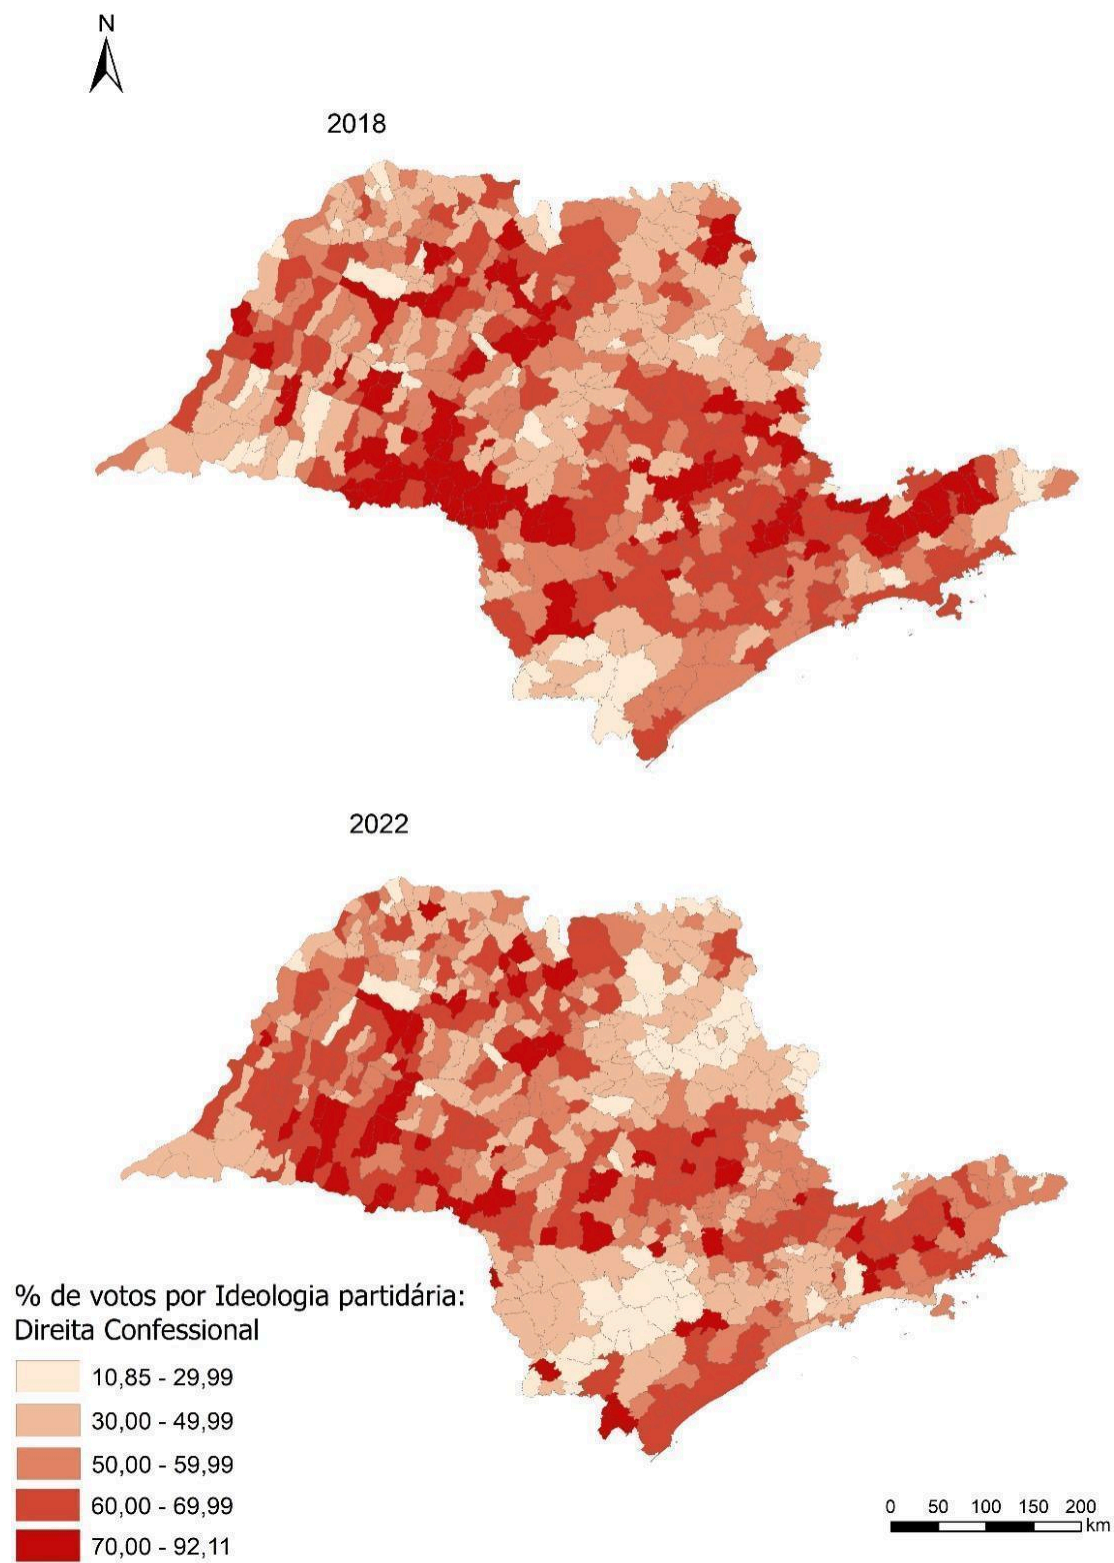 N
2018
2022
% de votos por Ideologia partidária:
Direita Confessional
10,85 - 29,99
30,00 - 49,99
50,00 - 59,99
60,00 - 69,99
70,00 - 92,11
0 50 100 150 200
km